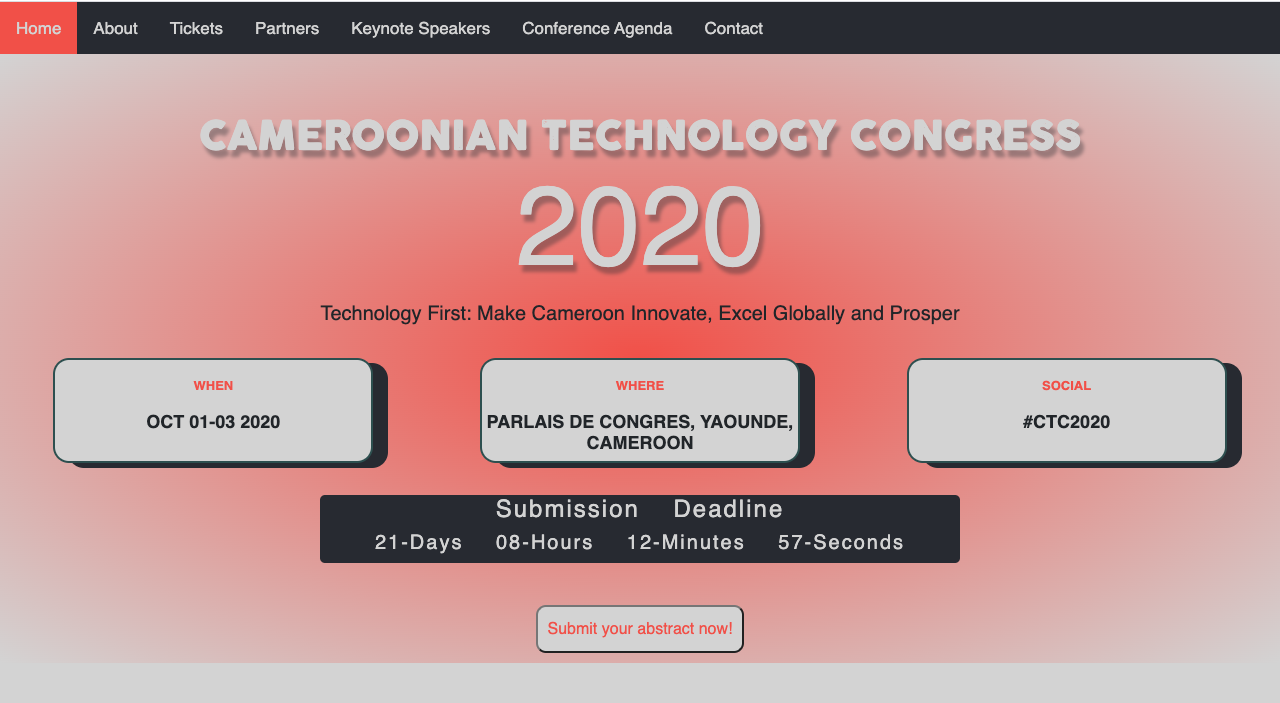 Home About Tickets Partners Keynote Speakers Conference Agenda Contact
CAMEROONIAN TECHNOLOGY CONGRESS
2020
Technology First: Make Cameroon Innovate, Excel Globally and Prosper
WHEN
OCT 01-03 2020
WHERE
PARLAIS DE CONGRES, YAOUNDE,
CAMEROON
SOCIAL
#CTC2020
Submission Deadline
21-Days 08-Hours 12-Minutes 57-Seconds
Submit your abstract now!